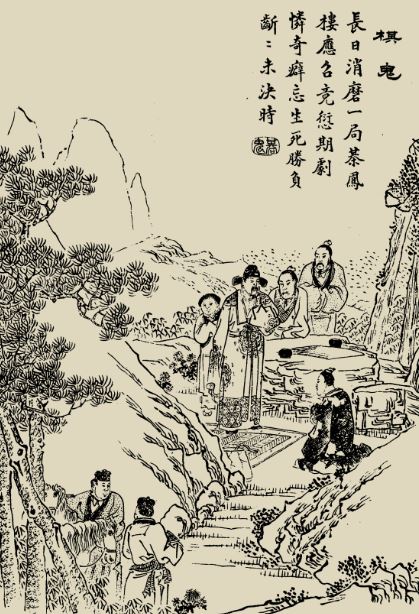 棋鬼
長日消磨一局棊鳳
樓應召竟愆期劇
憐奇癖忘生死勝負
齗〻未決時